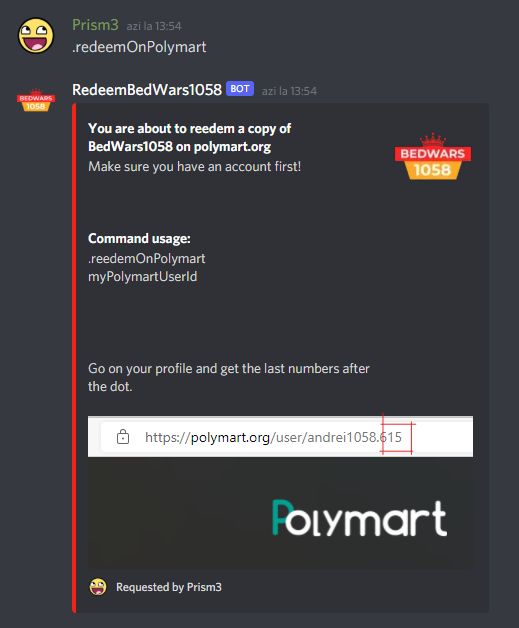 Prism3 azi la 13:54
.redeemOnPolymart
RedeemBedWars1058 BOT azi la 13:54
You are about to reedem a copy of
BedWars1058 on polymart.org
Make sure you have an account first!
BEDWARS
1058
Command usage:
.reedemOnPolymart
myPolymartUserId
Go on your profile and get the last numbers after
the dot.
https://polymart.org/user/andrei1058.615
POLYMART
Requested by Prism3